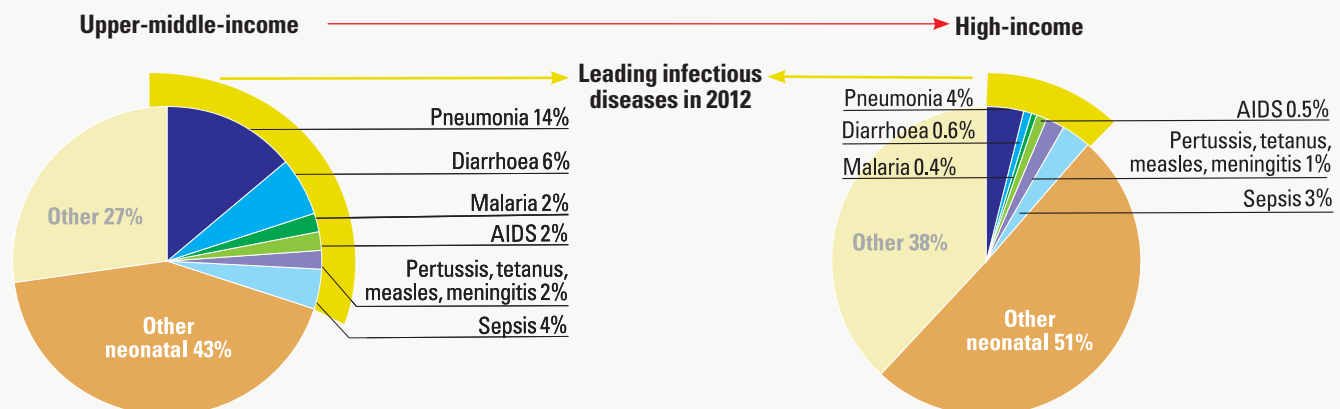 Upper-middle-income
High-income
Leading infectious
diseases in 2012
Pneumonia 14%
Diarrhoea 6%
Malaria 2%
AIDS 2%
Pertussis, tetanus,
measles, meningitis 2%
Sepsis 4%
Other 27%
Other
neonatal 43%
Pneumonia 4%
Diarrhoea 0.6%
Malaria 0.4%
AIDS 0.5%
Pertussis, tetanus,
measles, meningitis 1%
Sepsis 3%
Other 38%
Other
neonatal 51%